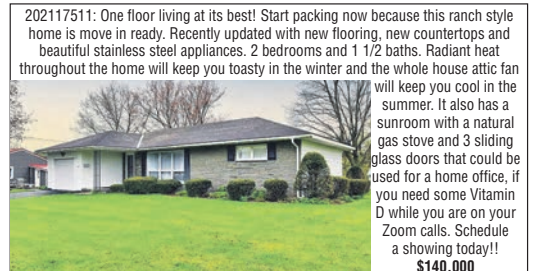 202117511: One floor living at its best! Start packing now because this ranch style
home is move in ready. Recently updated with new flooring, new countertops and
beautiful stainless steel appliances. 2 bedrooms and 1 1/2 baths. Radiant heat
throughout the home will keep you toasty in the winter and the whole house attic fan
will keep you cool in the
summer. It also has a
sunroom with a natural
gas stove and 3 sliding
glass doors that could be
used for a home office, if
you need some Vitamin
D while you are on your
Zoom calls. Schedule
a showing today!!
$140,000